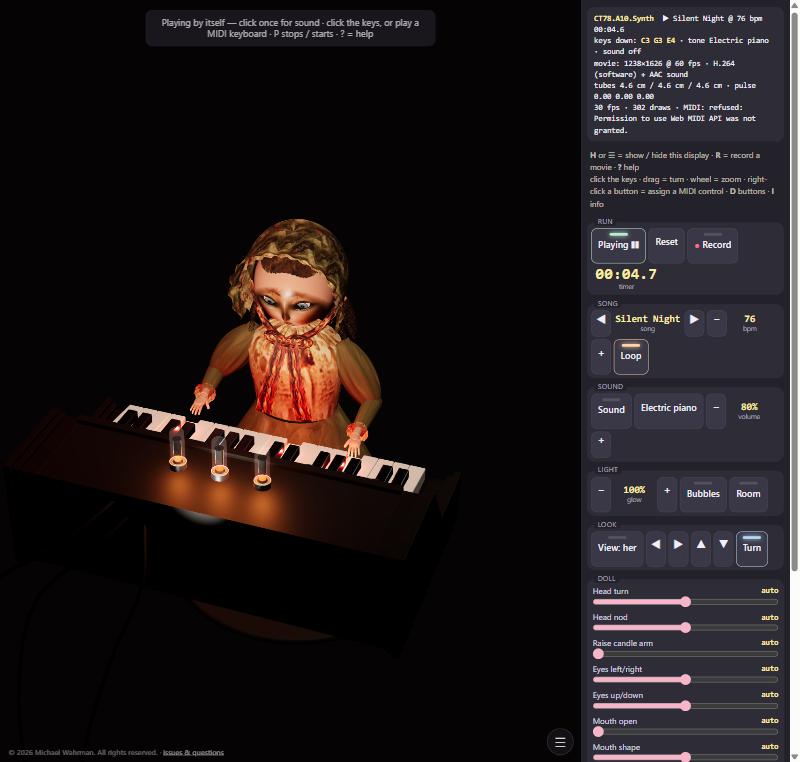 Playing by itself — click once for sound · click the keys, or play a
MIDI keyboard · P stops / starts · ? = help
CT78.A10.Synth ▶ Silent Night @ 76 bpm
00:04.6
keys down: C3 G3 E4 · tone Electric piano
· sound off
movie: 1238×1626 @ 60 fps · H.264
(software) + AAC sound
tubes 4.6 cm / 4.6 cm / 4.6 cm · pulse
0.00 0.00 0.00
30 fps · 302 draws · MIDI: refused:
Permission to use Web MIDI API was not
granted.
H or ☰ = show / hide this display · R = record a
movie · ? help
click the keys · drag = turn · wheel = zoom · right-
click a button = assign a MIDI control · D buttons · I
info
RUN
Playing ▮▮ Reset ● Record
00:04.7
timer
SONG
◀ Silent Night ▶ − 76
song bpm
+ Loop
SOUND
Sound Electric piano − 80%
volume
+
LIGHT
− 100% + Bubbles Room
glow
LOOK
View: her ◀ ▶ ▲ ▼ Turn
DOLL
Head turn auto
Head nod auto
Raise candle arm auto
Eyes left/right auto
Eyes up/down auto
Mouth open auto
Mouth shape auto
© 2026 Michael Wahrman. All rights reserved. · Issues & questions